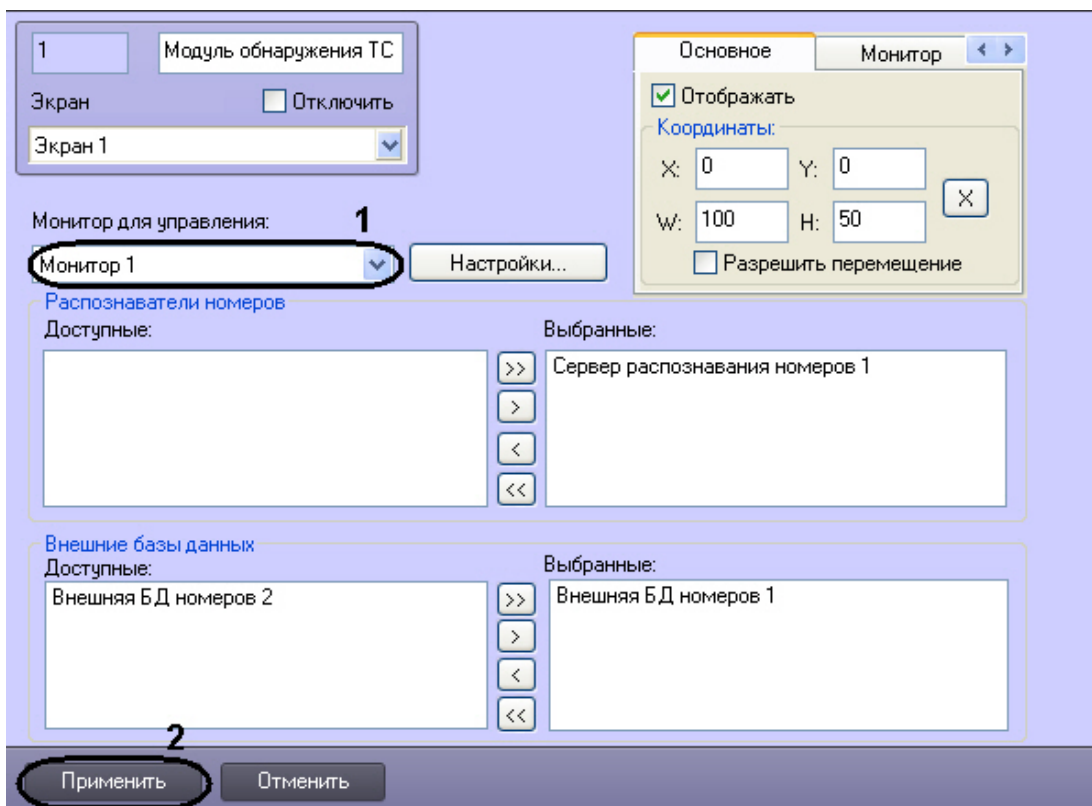 1 Модуль обнаружения ТС
Экран Отключить
Экран 1
Основное Монитор
Отображать
Координаты:
X: 0 Y: 0
W: 100 H: 50
X
Разрешить перемещение
Монитор для управления: 1
Монитор 1 Настройки...
Распознаватели номеров
Доступные: Выбранные:
Сервер распознавания номеров 1
>>
>
<
<<
Внешние базы данных
Доступные: Выбранные:
Внешняя БД номеров 2 >> Внешняя БД номеров 1
>
<
<<
2
Применить Отменить